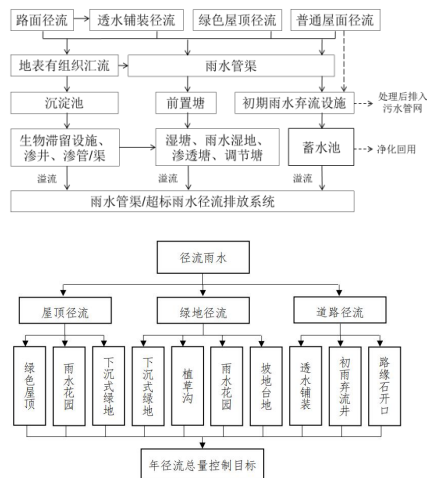 路面径流 透水铺装径流 绿色屋顶径流 普通屋面径流
地表有组织汇流 雨水管渠
沉淀池 前置塘 初期雨水弃流设施
处理后排入
污水管网
生物滞留设施、
渗井、渗管/渠
湿塘、雨水湿地、
渗透塘、调节塘
蓄水池
净化回用
溢流 溢流 溢流
雨水管渠/超标雨水径流排放系统
径流雨水
屋顶径流 绿地径流 道路径流
绿色屋顶 雨水花园 下沉式绿地 下沉式绿地 植草沟 雨水花园 坡地台地 透水铺装 初雨弃流井 路缘石开口
年径流总量控制目标